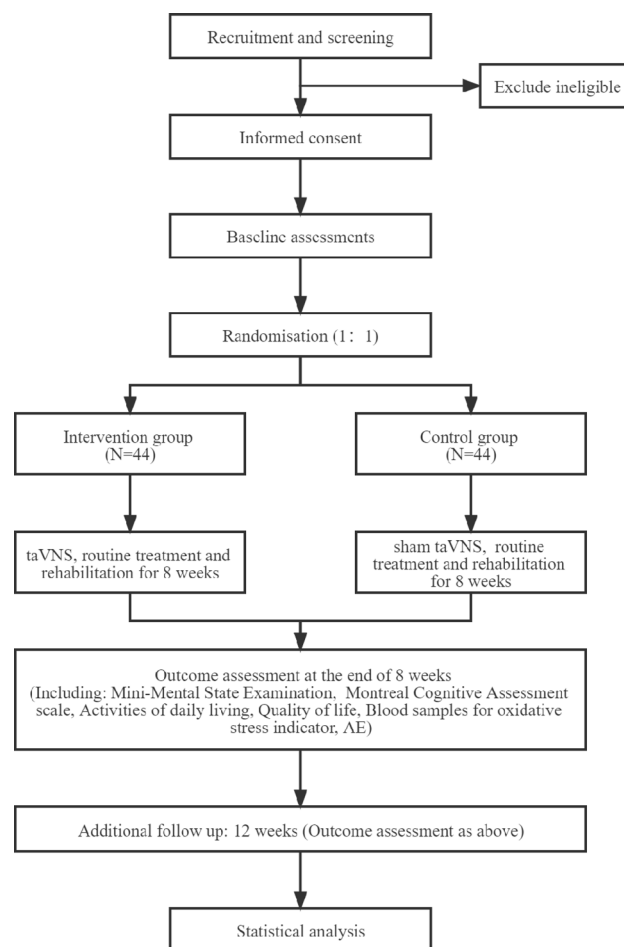 Recruitment and screening
Exclude ineligible
Informed consent
Baseline assessments
Randomisation (1： 1)
Intervention group
(N=44)
Control group
(N=44)
taVNS, routine treatment and
rehabilitation for 8 weeks
sham taVNS,  routine
treatment and rehabilitation
for 8 weeks
Outcome assessment at the end of 8 weeks
(Including: Mini-Mental State Examination,  Montreal Cognitive Assessment
scale, Activities of daily living, Quality of life, Blood samples for oxidative
stress indicator, AE)
Additional follow up: 12 weeks (Outcome assessment as above)
Statistical analysis